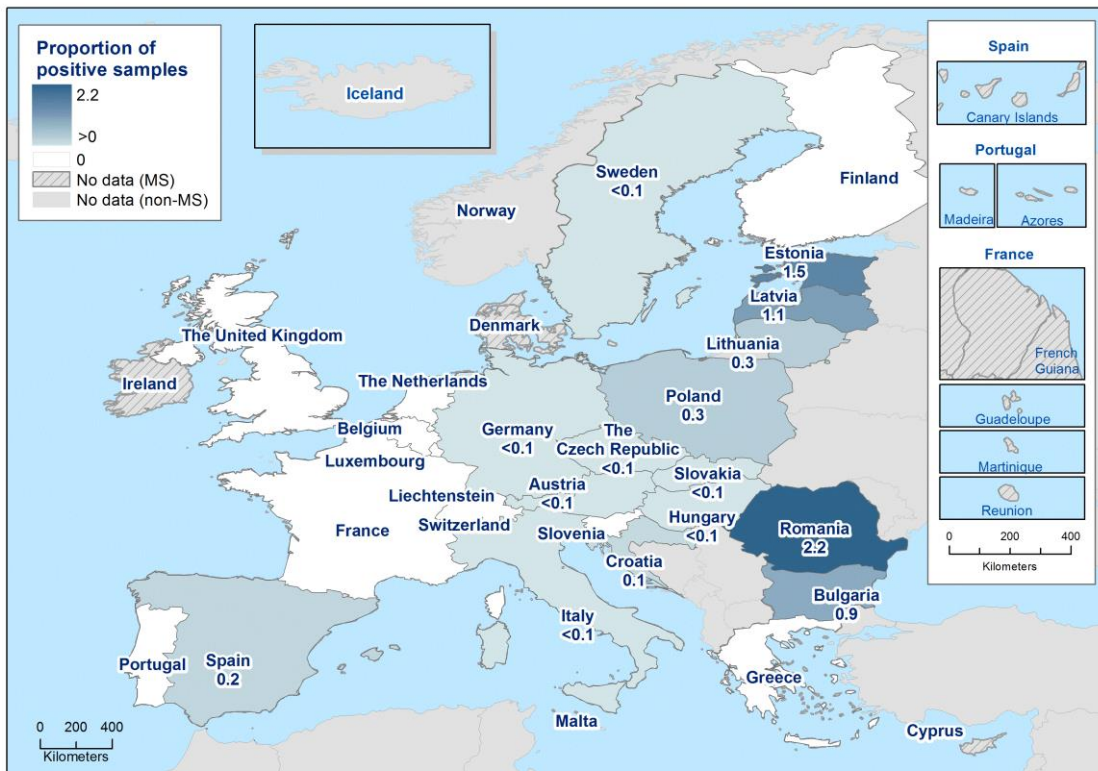 Proportion of
positive samples
2.2
>0
0
No data (MS)
No data (non-MS)
Iceland
Sweden
<0.1
Finland
Norway
Estonia
1.5
Latvia
1.1
Lithuania
0.3
Denmark
The United Kingdom
Ireland
The Netherlands
Belgium
Luxembourg
Germany
<0.1
Poland
0.3
The
Czech Republic
<0.1
Slovakia
<0.1
Austria
<0.1
Liechtenstein
Switzerland
France
Slovenia
Hungary
<0.1
Croatia
0.1
Romania
2.2
Bulgaria
0.9
Italy
<0.1
Portugal
Spain
0.2
Greece
Malta
Cyprus
0 200 400
Kilometers
Spain
Canary Islands
Portugal
Madeira
Azores
France
French
Guiana
Guadeloupe
Martinique
Reunion
0 200 400
Kilometers